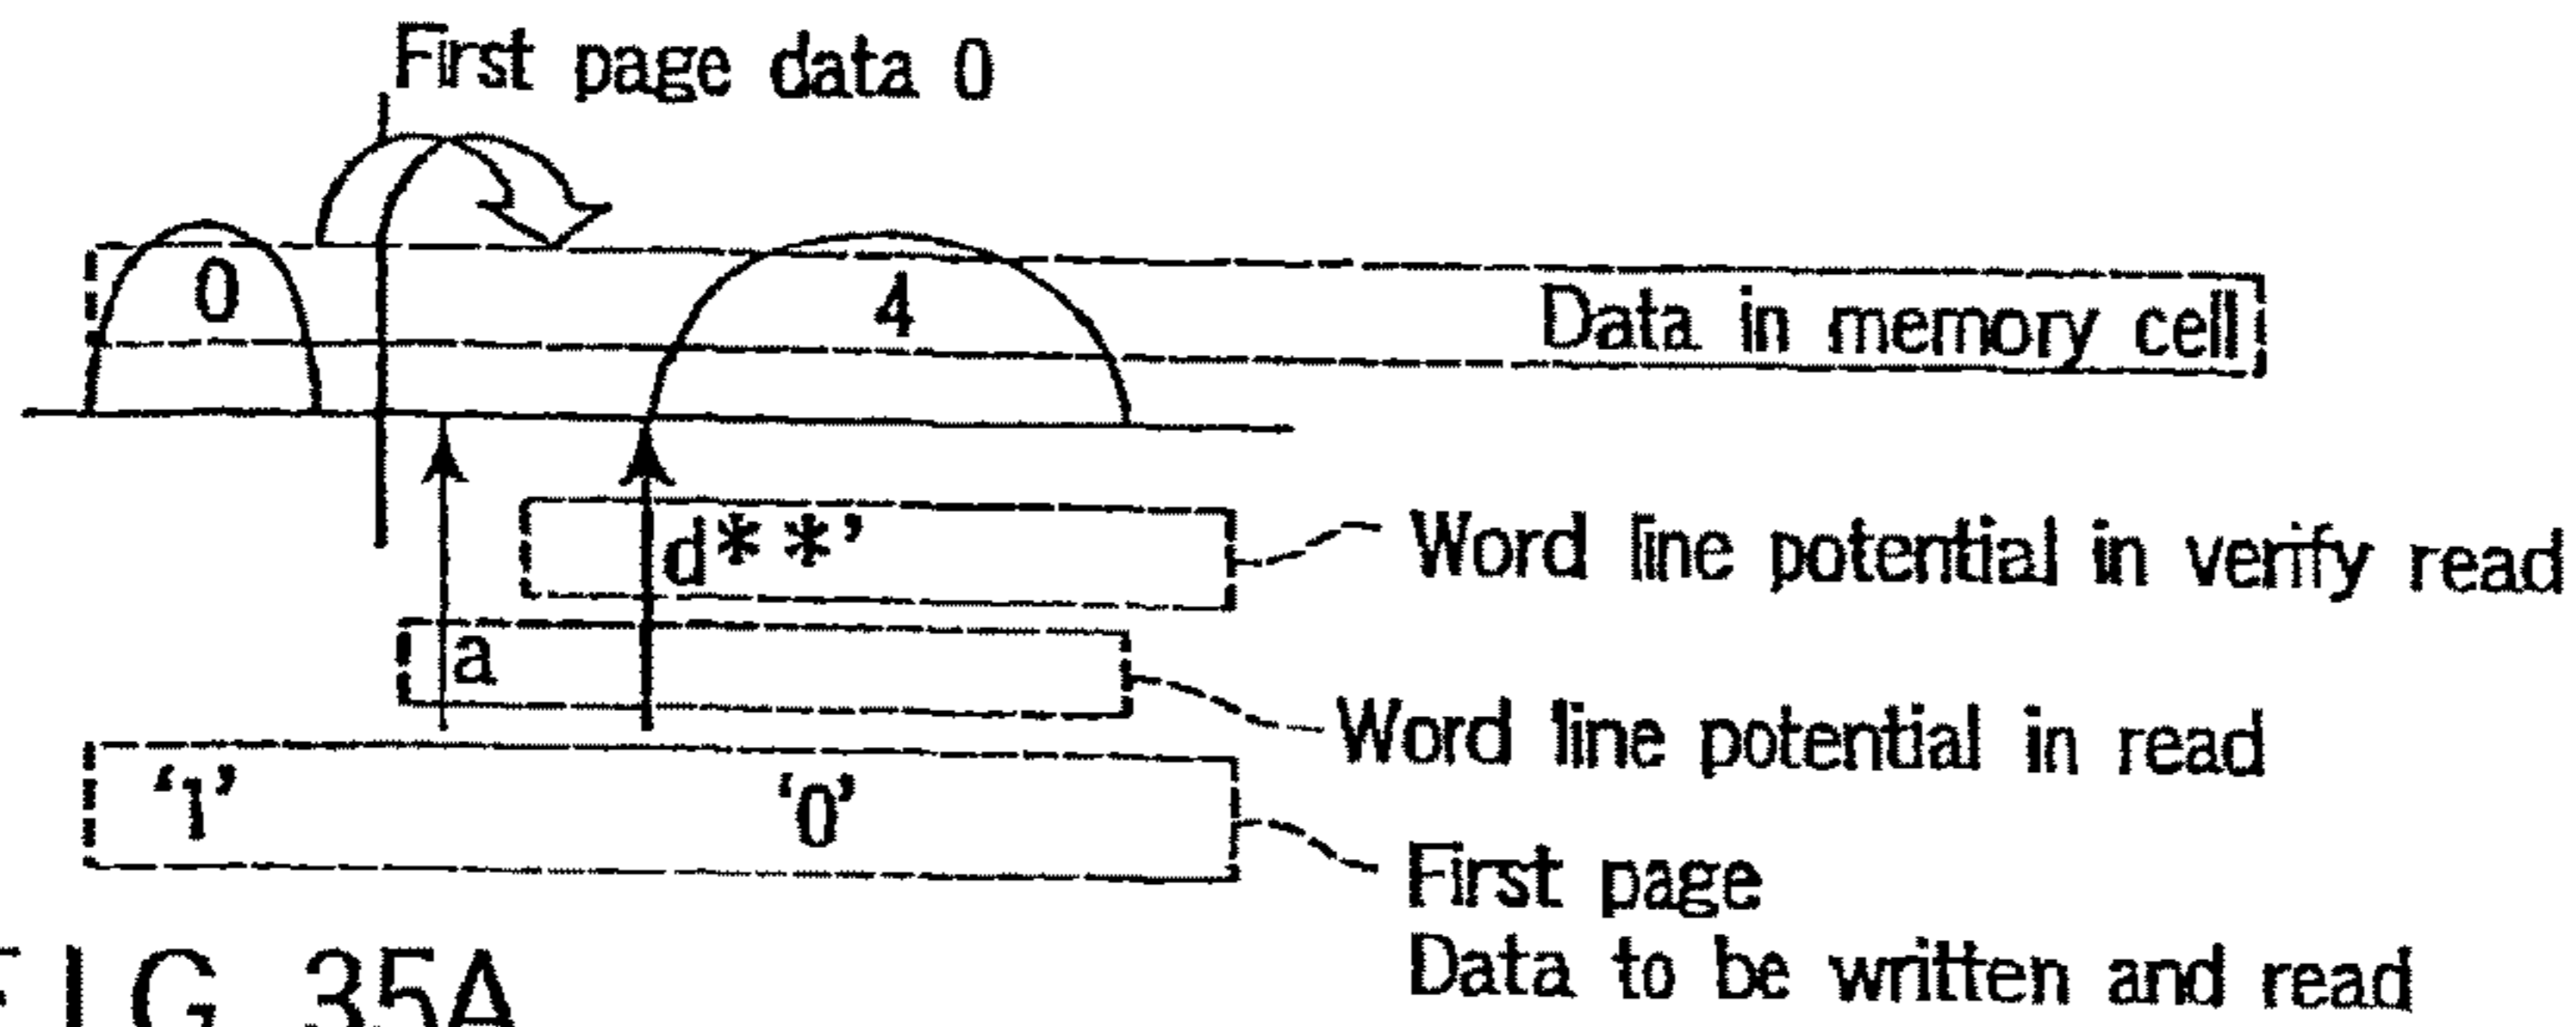 First page data 0
0
4
Data in memory cell
d**’
Word line potential in verify read
a
Word line potential in read
‘1’
‘0’
First page
Data to be written and read
FIG. 35A